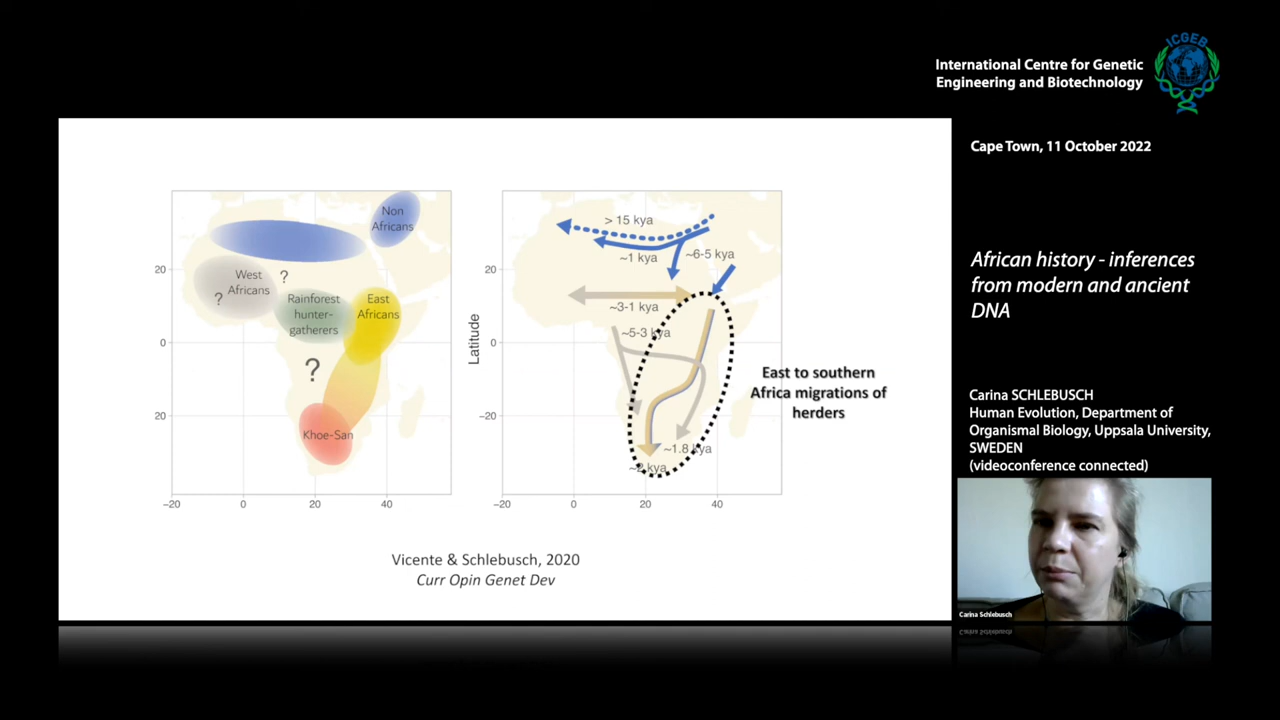 ICGEB
International Centre for Genetic
Engineering and Biotechnology
Cape Town, 11 October 2022
African history - inferences
from modern and ancient
DNA
Carina SCHLEBUSCH
Human Evolution, Department of
Organismal Biology, Uppsala University,
SWEDEN
(videoconference connected)
Carina Schlebusch
Non
Africans
West
Africans
?
?
Rainforest
hunter-
gatherers
East
Africans
?
Khoe-San
20
0
20
−20
0
20
40
Latitude
20
0
−20
−20
0
20
40
> 15 kya
~1 kya
~6-5 kya
~3-1 kya
~5-3 kya
~1.8 kya
~2 kya
East to southern
Africa migrations of
herders
Vicente & Schlebusch, 2020
Curr Opin Genet Dev